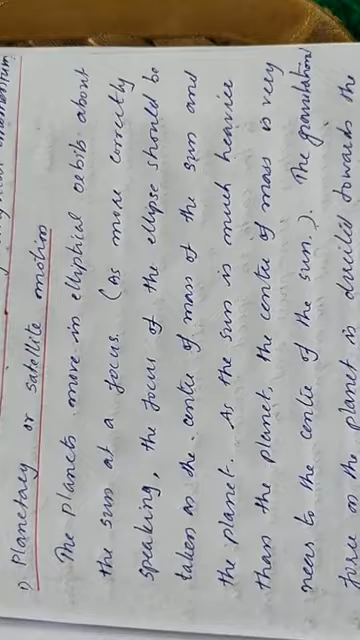 momentum
1) Planetary or satellite motion
The planets move in elliptical orbits about
the sun at a focus. (as more correctly
speaking, the focus of the ellipse should be
taken as the centre of mass of the sun and
the planet. As the sun is much heavier
than the planet, the centre of mass is very
near to the centre of the sun.). The gravitational
force on the planet is directed towards the